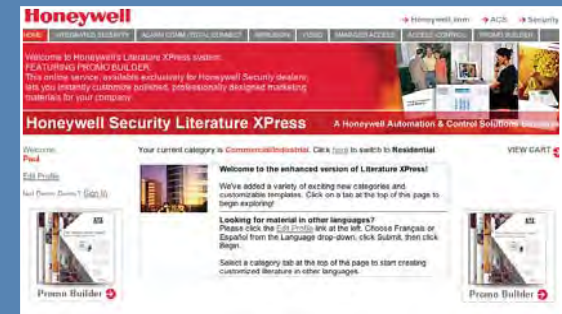 Honeywell
Honeywell.com
ACS
Security
HOME
INTEGRATED SECURITY
ALARM COMM./TOTAL CONNECT
INTRUSION
VIDEO
MANAGED ACCESS
ACCESS CONTROL
PROMO BUILDER
Welcome to Honeywell's Literature XPress system.
FEATURING PROMO BUILDER.
This online service, available exclusively for Honeywell Security dealers
lets you instantly customize polished, professionally designed marketing
materials for your company.
Honeywell Security Literature XPress
A Honeywell Automation & Control Solutions
Welcome
Paul
Edit Profile
Sign In
Your current category is Commercial/Industrial. Click here to switch to Residential
VIEW CART
Welcome to the enhanced version of Literature XPress!
We've added a variety of exciting new categories and
customizable templates. Click on a tab at the top of this page to
begin exploring!
Looking for material in other languages?
Please click the Edit Profile link at the left. Choose Français or
Español from the Language drop-down, click Submit, then click
Begin.
Select a category tab at the top of the page to start creating
customized literature in other languages.
Promo Builder
Promo Builder